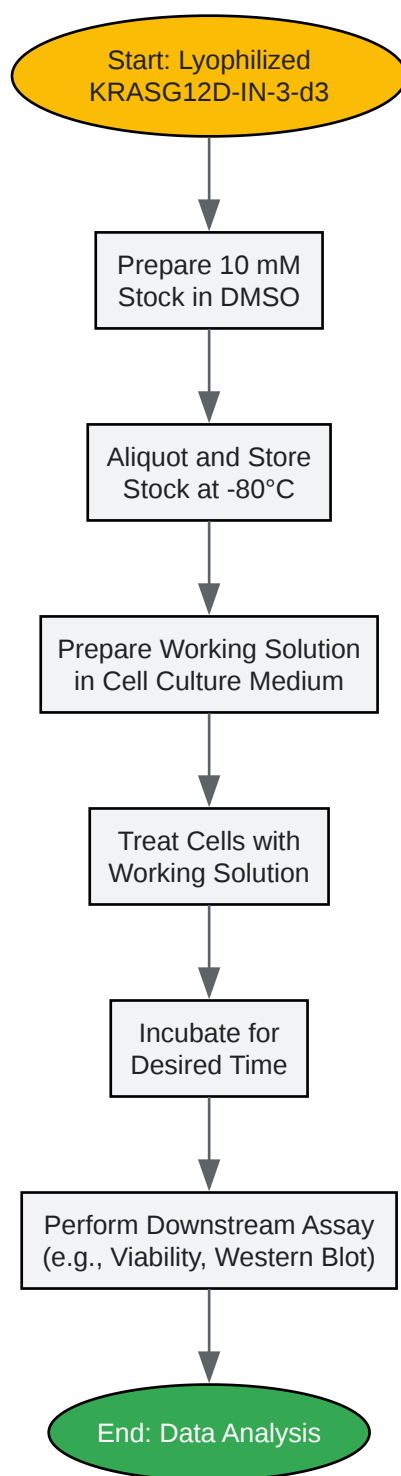 Start: Lyophilized
KRASG12D-IN-3-d3
Prepare 10 mM
Stock in DMSO
Aliquot and Store
Stock at -80°C
Prepare Working Solution
in Cell Culture Medium
Treat Cells with
Working Solution
Incubate for
Desired Time
Perform Downstream Assay
(e.g., Viability, Western Blot)
End: Data Analysis